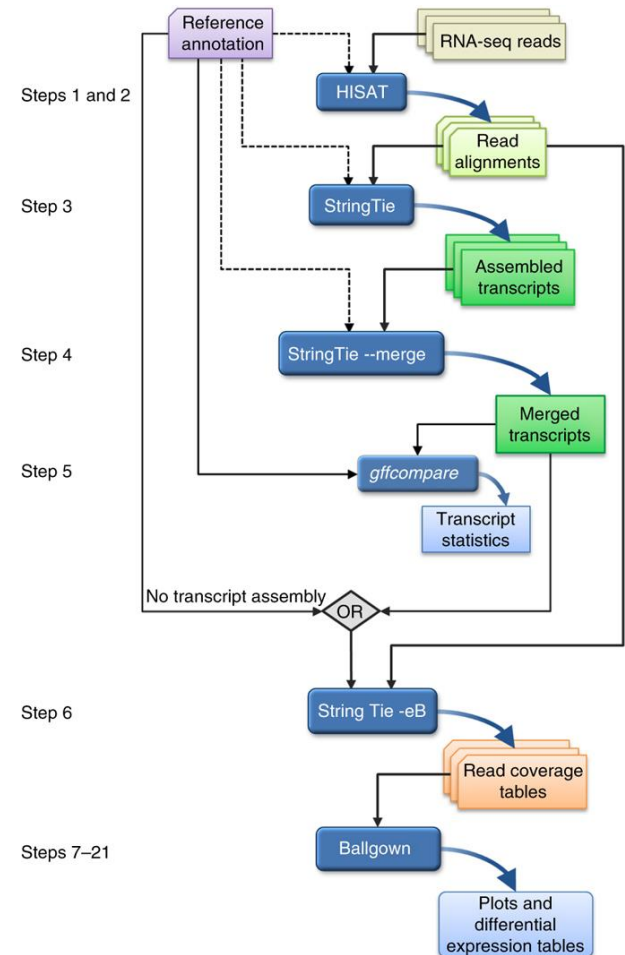 Reference
annotation
RNA-seq reads
Steps 1 and 2
HISAT
Read
alignments
Step 3
StringTie
Assembled
transcripts
Step 4
StringTie --merge
Merged
transcripts
Step 5
gffcompare
Transcript
statistics
No transcript assembly
OR
Step 6
String Tie -eB
Read coverage
tables
Steps 7–21
Ballgown
Plots and
differential
expression tables